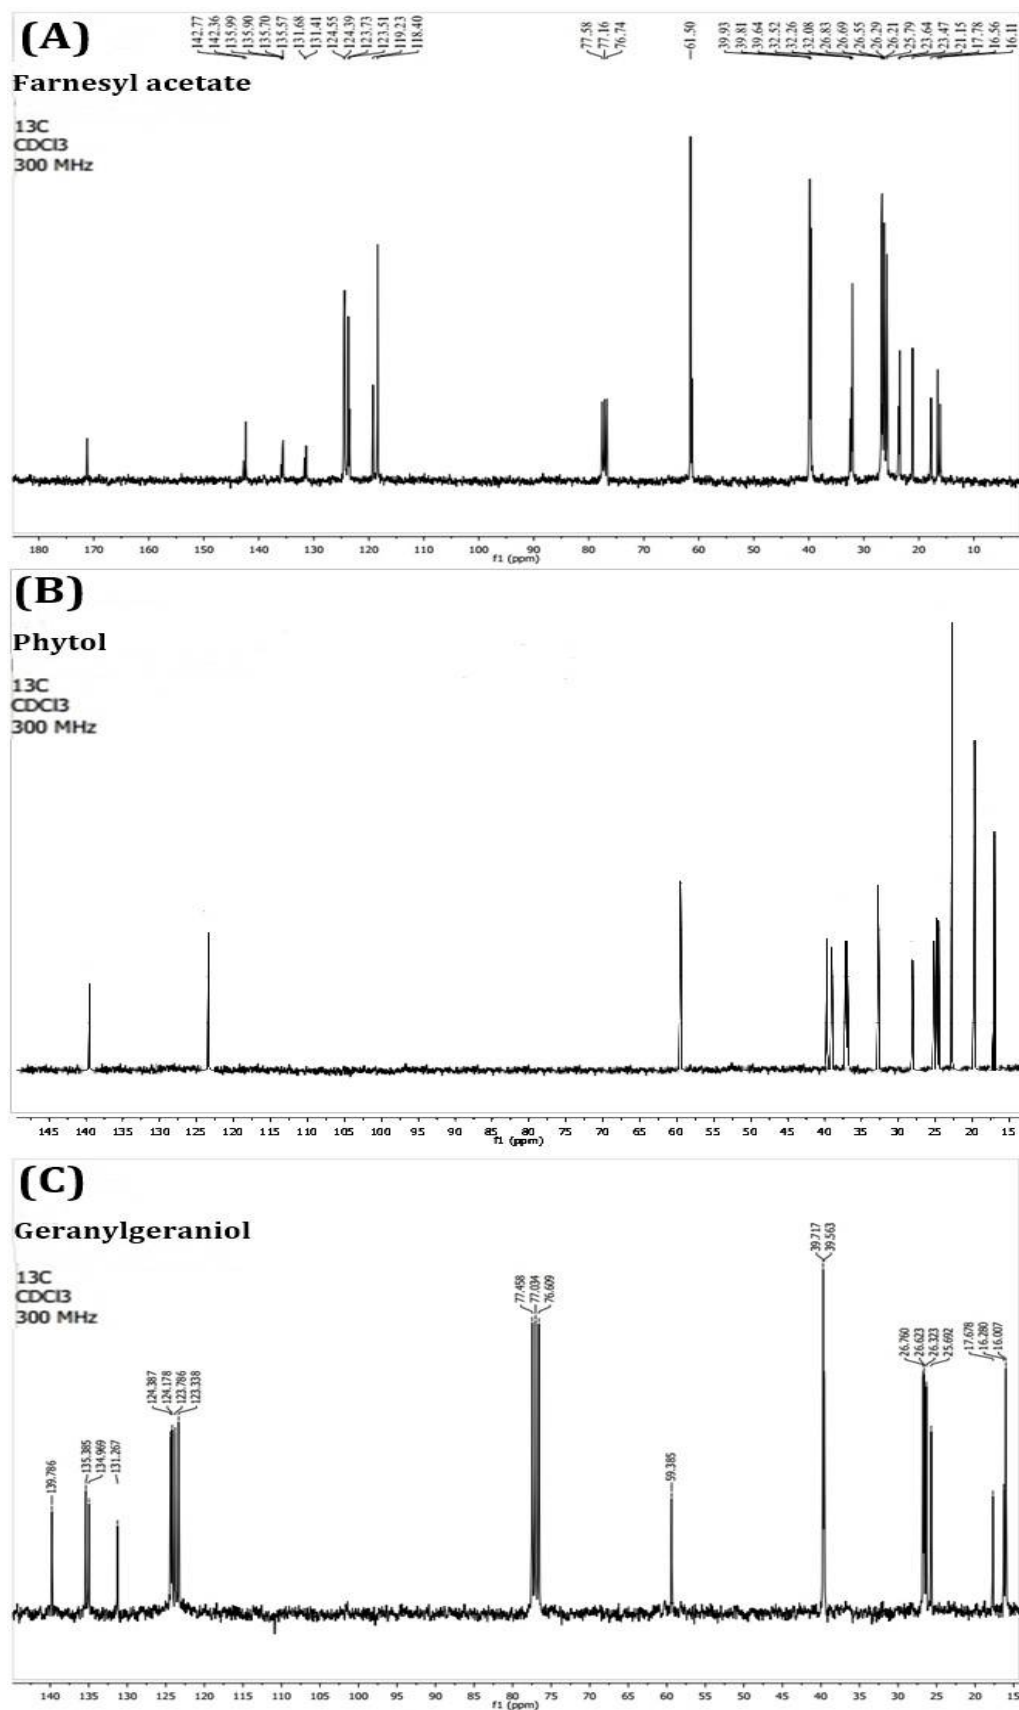 (A)
142.77
142.36
135.99
135.90
135.70
135.57
131.68
131.41
124.55
124.39
123.73
123.51
119.23
118.40
77.58
77.16
76.74
61.50
39.93
39.81
39.64
32.52
32.26
32.08
26.83
26.69
26.55
26.29
26.21
25.79
23.64
23.47
21.15
17.78
16.56
16.11
Farnesyl acetate
13C
CDCl3
300 MHz
180 170 160 150 140 130 120 110 100 90 80 70 60 50 40 30 20 10
f1 (ppm)
(B)
Phytol
13C
CDCl3
300 MHz
145 140 135 130 125 120 115 110 105 100 95 90 85 80 75 70 65 60 55 50 45 40 35 30 25 20 15
f1 (ppm)
(C)
Geranylgeraniol
13C
CDCl3
300 MHz
139.786
135.385
134.969
131.267
124.387
124.178
123.786
123.338
77.458
77.034
76.609
59.385
39.717
39.563
26.760
26.623
26.323
25.692
17.678
16.280
16.007
140 135 130 125 120 115 110 105 100 95 90 85 80 75 70 65 60 55 50 45 40 35 30 25 20 15
f1 (ppm)